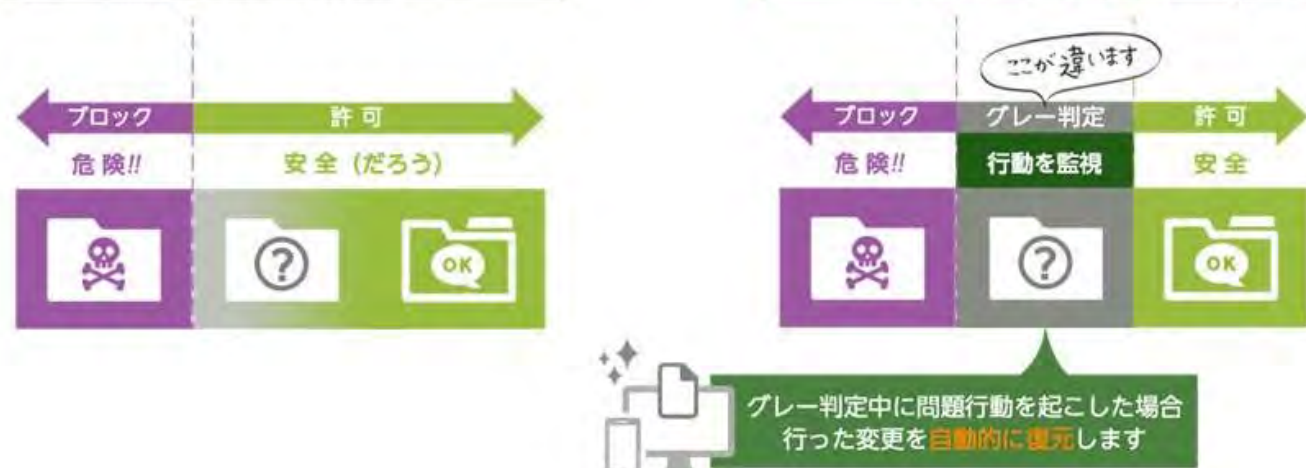 ブロック
許可
危険!!
安全（だろう）
?
OK
ここが違います
ブロック
グレー判定
許可
危険!!
行動を監視
安全
?
OK
グレー判定中に問題行動を起こした場合
行った変更を自動的に復元します